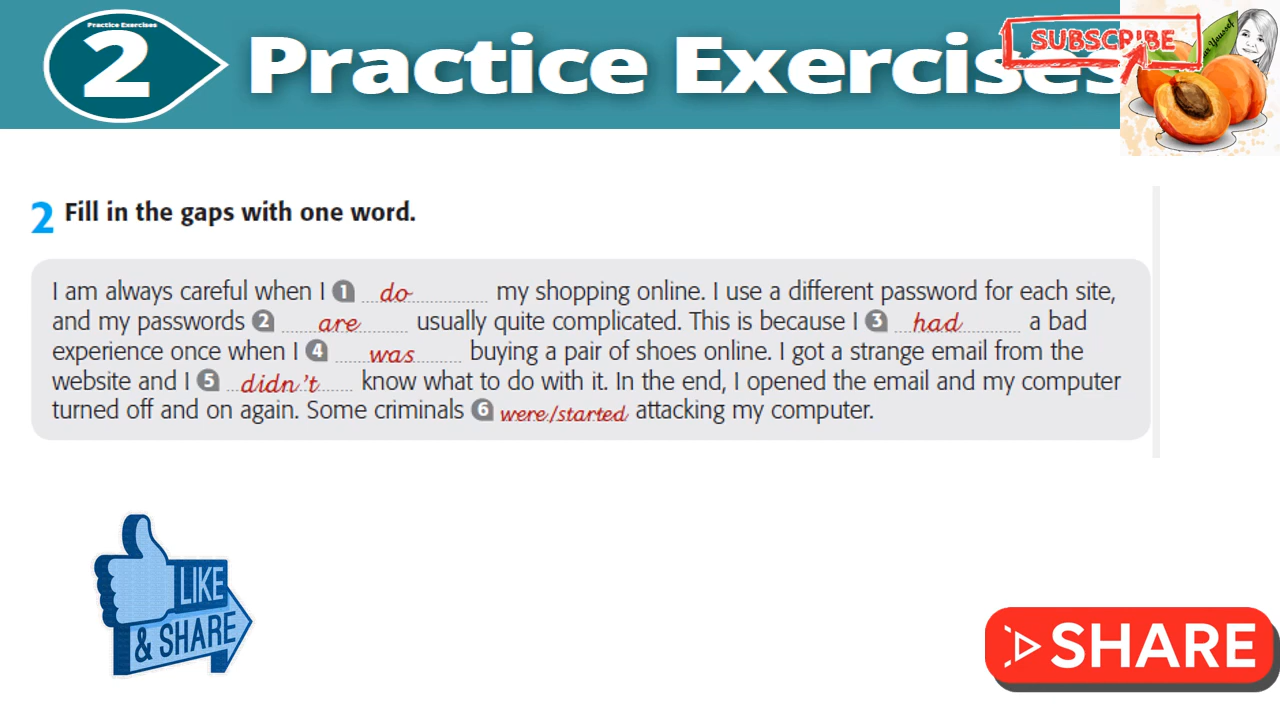 Practice Exercises
2 Practice Exercises
SUBSCRIBE
Youssef
2 Fill in the gaps with one word.
I am always careful when I 1 do my shopping online. I use a different password for each site,
and my passwords 2 are usually quite complicated. This is because I 3 had a bad
experience once when I 4 was buying a pair of shoes online. I got a strange email from the
website and I 5 didn't know what to do with it. In the end, I opened the email and my computer
turned off and on again. Some criminals 6 were/started attacking my computer.
LIKE
& SHARE
SHARE